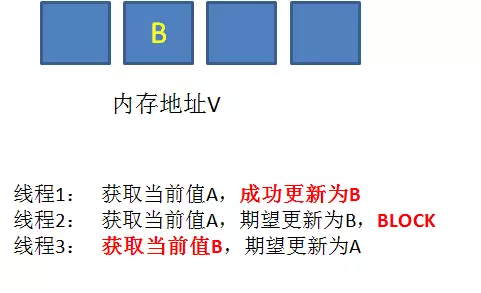 B
内存地址V
线程1： 获取当前值A，成功更新为B
线程2： 获取当前值A，期望更新为B，BLOCK
线程3： 获取当前值B，期望更新为A